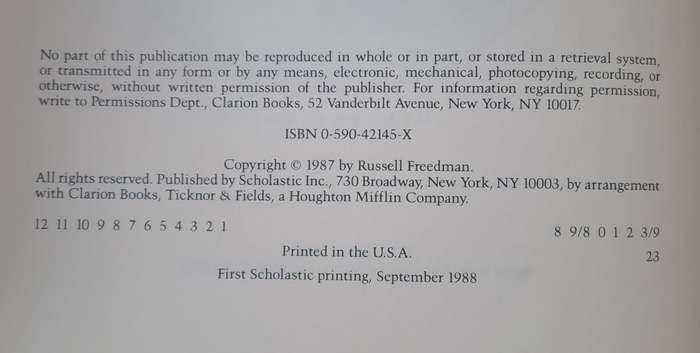 No part of this publication may be reproduced in whole or in part, or stored in a retrieval system,
or transmitted in any form or by any means, electronic, mechanical, photocopying, recording, or
otherwise, without written permission of the publisher. For information regarding permission,
write to Permissions Dept., Clarion Books, 52 Vanderbilt Avenue, New York, NY 10017.
ISBN 0-590-42145-X
Copyright © 1987 by Russell Freedman.
All rights reserved. Published by Scholastic Inc., 730 Broadway, New York, NY 10003, by arrangement
with Clarion Books, Ticknor & Fields, a Houghton Mifflin Company.
12 11 10 9 8 7 6 5 4 3 2 1 8 9/8 0 1 2 3/9
Printed in the U.S.A. 23
First Scholastic printing, September 1988